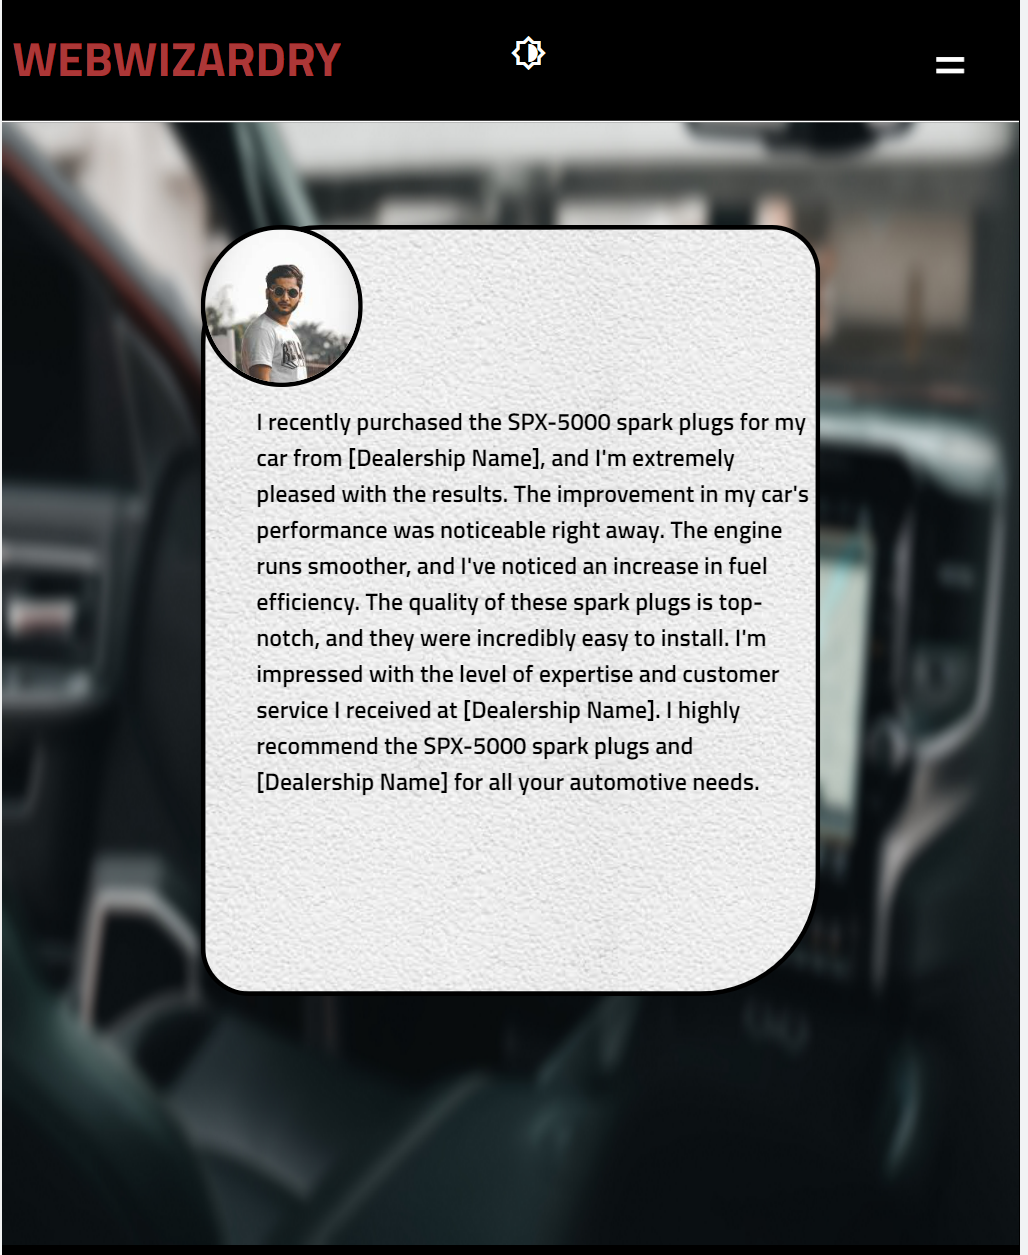 WEBWIZARDRY
I recently purchased the SPX-5000 spark plugs for my
car from [Dealership Name], and I'm extremely
pleased with the results. The improvement in my car's
performance was noticeable right away. The engine
runs smoother, and I've noticed an increase in fuel
efficiency. The quality of these spark plugs is top-
notch, and they were incredibly easy to install. I'm
impressed with the level of expertise and customer
service I received at [Dealership Name]. I highly
recommend the SPX-5000 spark plugs and
[Dealership Name] for all your automotive needs.